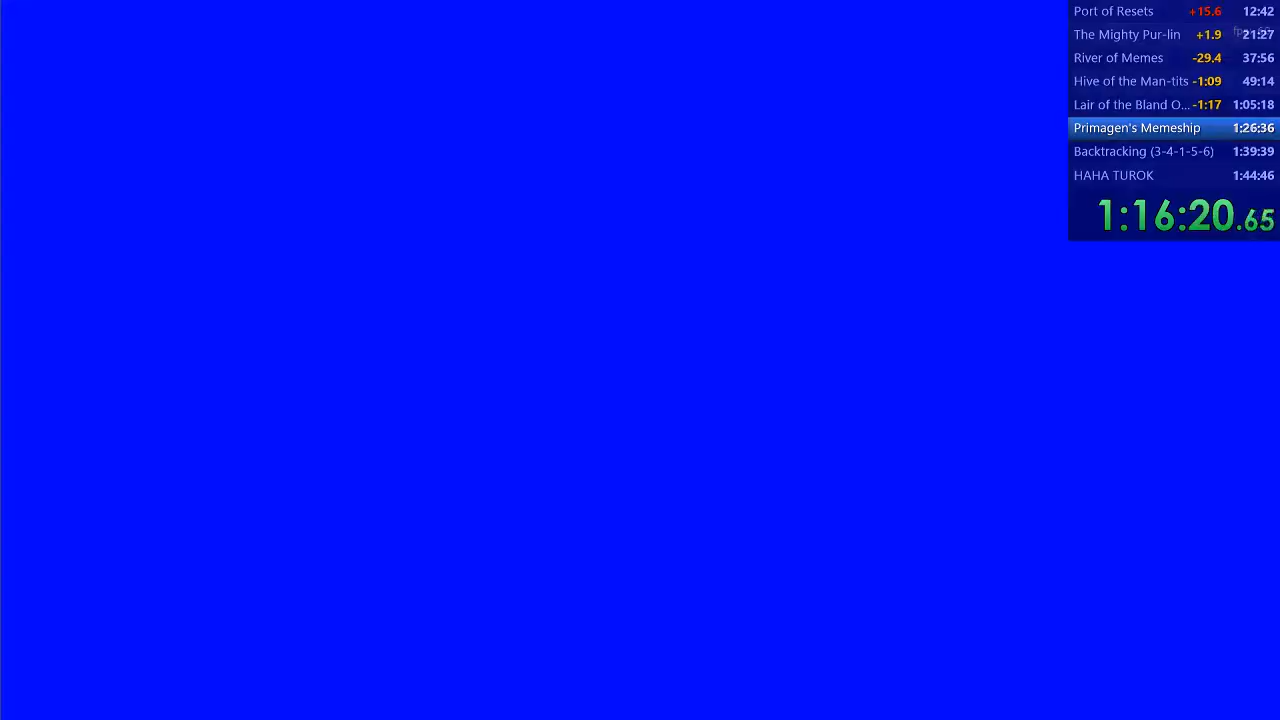 Port of Resets +15.6 12:42
The Mighty Pur-lin +1.9 21:27
River of Memes -29.4 37:56
Hive of the Man-tits -1:09 49:14
Lair of the Bland O... -1:17 1:05:18
Primagen's Memeship 1:26:36
Backtracking (3-4-1-5-6) 1:39:39
HAHA TUROK 1:44:46
1:16:20.65